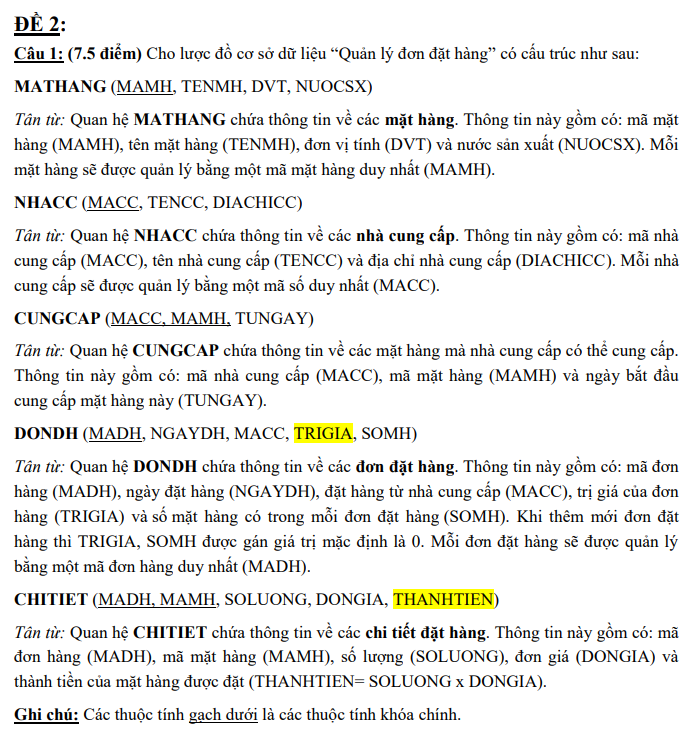 ĐỀ 2:
Câu 1: (7.5 điểm) Cho lược đồ cơ sở dữ liệu “Quản lý đơn đặt hàng” có cấu trúc như sau:
MATHANG (MAMH, TENMH, DVT, NUOCSX)
Tân từ: Quan hệ MATHANG chứa thông tin về các mặt hàng. Thông tin này gồm có: mã mặt
hàng (MAMH), tên mặt hàng (TENMH), đơn vị tính (DVT) và nước sản xuất (NUOCSX). Mỗi
mặt hàng sẽ được quản lý bằng một mã mặt hàng duy nhất (MAMH).
NHACC (MACC, TENCC, DIACHICC)
Tân từ: Quan hệ NHACC chứa thông tin về các nhà cung cấp. Thông tin này gồm có: mã nhà
cung cấp (MACC), tên nhà cung cấp (TENCC) và địa chỉ nhà cung cấp (DIACHICC). Mỗi nhà
cung cấp sẽ được quản lý bằng một mã số duy nhất (MACC).
CUNGCAP (MACC, MAMH, TUNGAY)
Tân từ: Quan hệ CUNGCAP chứa thông tin về các mặt hàng mà nhà cung cấp có thể cung cấp.
Thông tin này gồm có: mã nhà cung cấp (MACC), mã mặt hàng (MAMH) và ngày bắt đầu
cung cấp mặt hàng này (TUNGAY).
DONDH (MADH, NGAYDH, MACC, TRIGIA, SOMH)
Tân từ: Quan hệ DONDH chứa thông tin về các đơn đặt hàng. Thông tin này gồm có: mã đơn
hàng (MADH), ngày đặt hàng (NGAYDH), đặt hàng từ nhà cung cấp (MACC), trị giá của đơn
hàng (TRIGIA) và số mặt hàng có trong mỗi đơn đặt hàng (SOMH). Khi thêm mới đơn đặt
hàng thì TRIGIA, SOMH được gán giá trị mặc định là 0. Mỗi đơn đặt hàng sẽ được quản lý
bằng một mã đơn hàng duy nhất (MADH).
CHITIET (MADH, MAMH, SOLUONG, DONGIA, THANHTIEN)
Tân từ: Quan hệ CHITIET chứa thông tin về các chi tiết đặt hàng. Thông tin này gồm có: mã
đơn hàng (MADH), mã mặt hàng (MAMH), số lượng (SOLUONG), đơn giá (DONGIA) và
thành tiền của mặt hàng được đặt (THANHTIEN= SOLUONG x DONGIA).
Ghi chú: Các thuộc tính gạch dưới là các thuộc tính khóa chính.